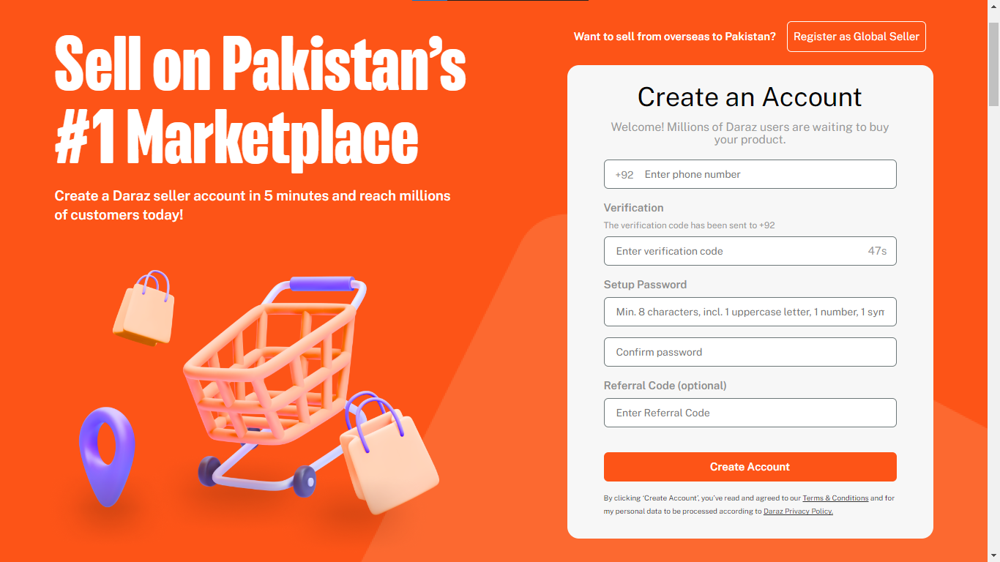 Sell on Pakistan’s
#1 Marketplace
Create a Daraz seller account in 5 minutes and reach millions
of customers today!
Want to sell from overseas to Pakistan?
Register as Global Seller
Create an Account
Welcome! Millions of Daraz users are waiting to buy
your product.
+92 Enter phone number
Verification
The verification code has been sent to +92
Enter verification code 47s
Setup Password
Min. 8 characters, incl. 1 uppercase letter, 1 number, 1 sym
Confirm password
Referral Code (optional)
Enter Referral Code
Create Account
By clicking ‘Create Account’, you’ve read and agreed to our Terms & Conditions and for
my personal data to be processed according to Daraz Privacy Policy.